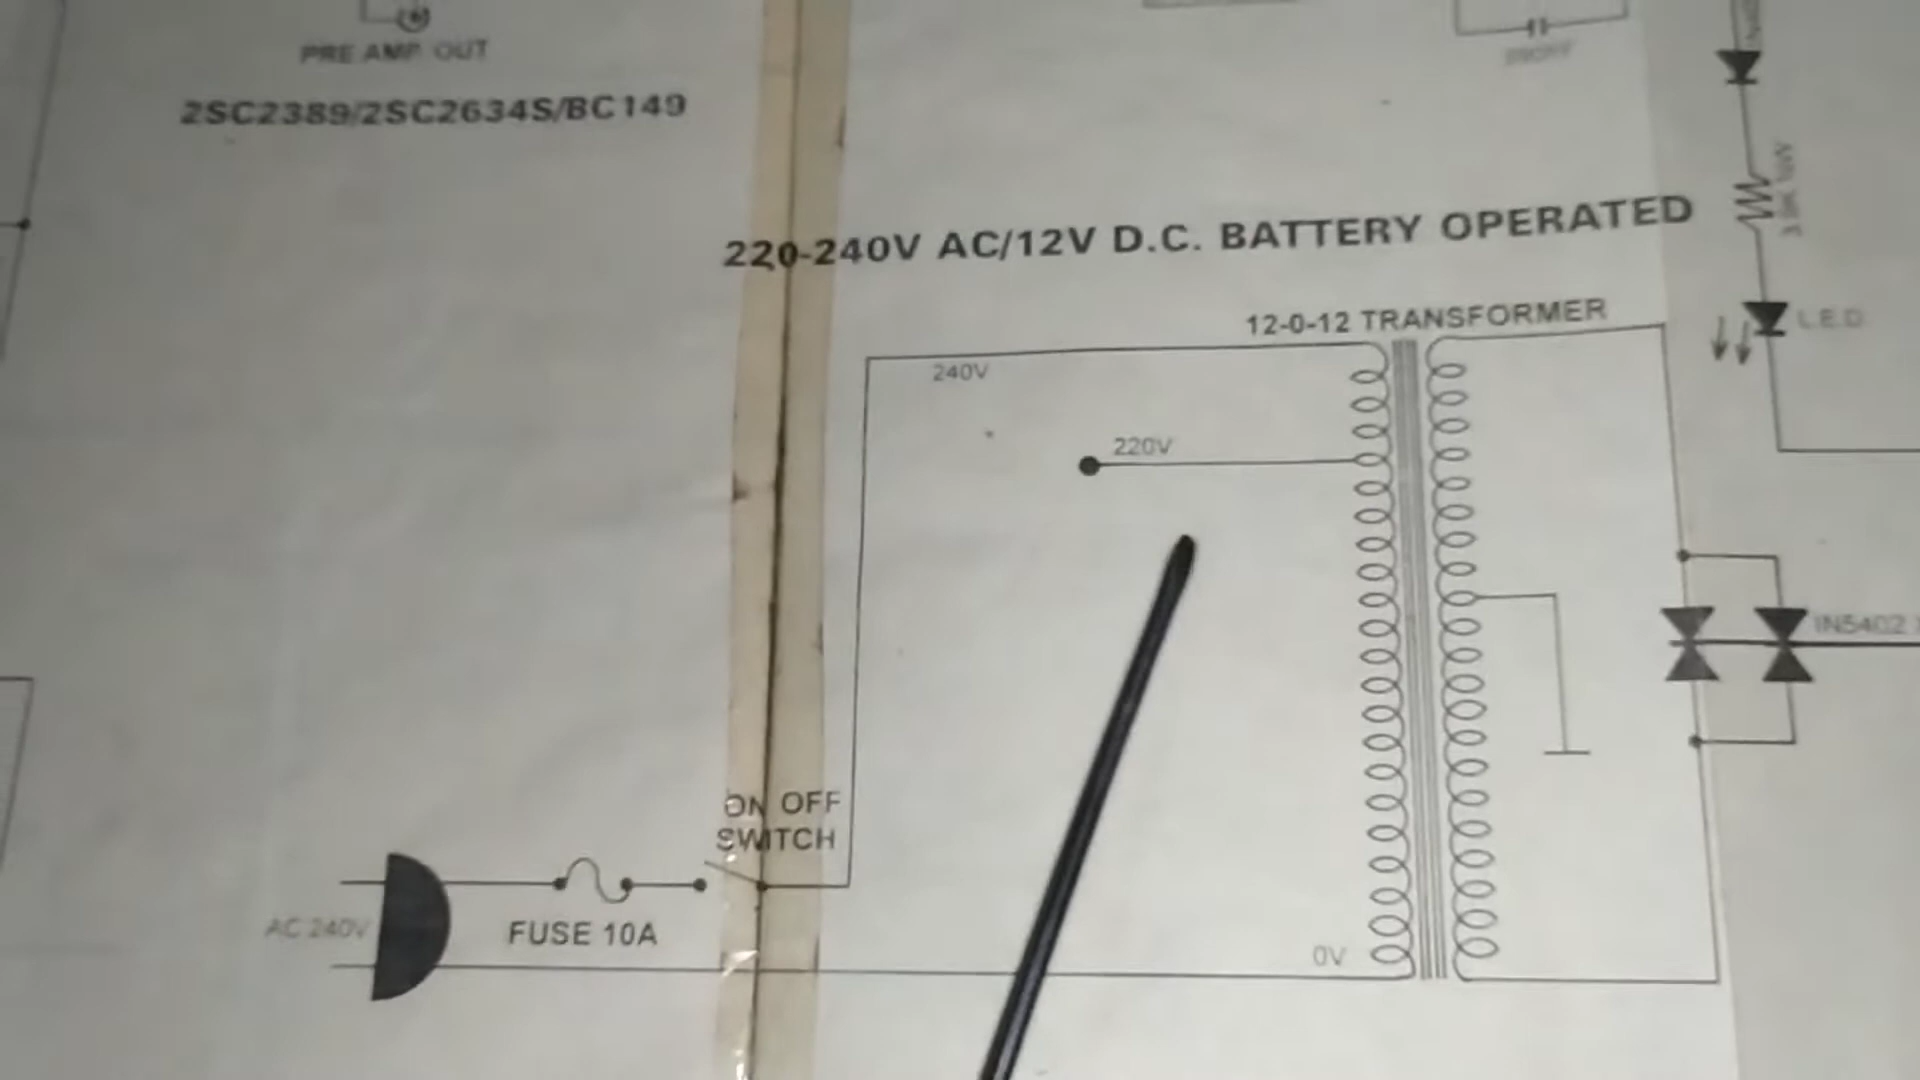 PRE AMP OUT
2SC2389/2SC2634S/BC149
220-240V AC/12V D.C. BATTERY OPERATED
12-0-12 TRANSFORMER
L.E.D.
240V
220V
IN5402
ON OFF
SWITCH
AC 240V
FUSE 10A
0V